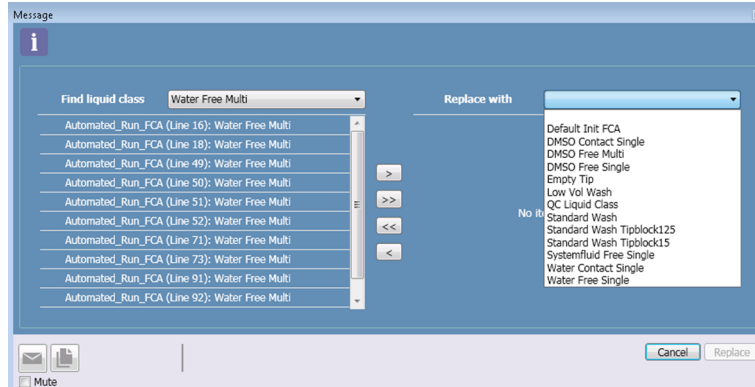 Message
i
Find liquid class Water Free Multi
Replace with
Automated_Run_FCA (Line 16): Water Free Multi
Automated_Run_FCA (Line 18): Water Free Multi
Automated_Run_FCA (Line 49): Water Free Multi
Automated_Run_FCA (Line 50): Water Free Multi
Automated_Run_FCA (Line 51): Water Free Multi
Automated_Run_FCA (Line 52): Water Free Multi
Automated_Run_FCA (Line 71): Water Free Multi
Automated_Run_FCA (Line 73): Water Free Multi
Automated_Run_FCA (Line 91): Water Free Multi
Automated_Run_FCA (Line 92): Water Free Multi
>
>>
<<
<
No it
Default Init FCA
DMSO Contact Single
DMSO Free Multi
DMSO Free Single
Empty Tip
Low Vol Wash
QC Liquid Class
Standard Wash
Standard Wash Tipblock125
Standard Wash Tipblock15
Systemfluid Free Single
Water Contact Single
Water Free Single
Cancel Replace
Mute